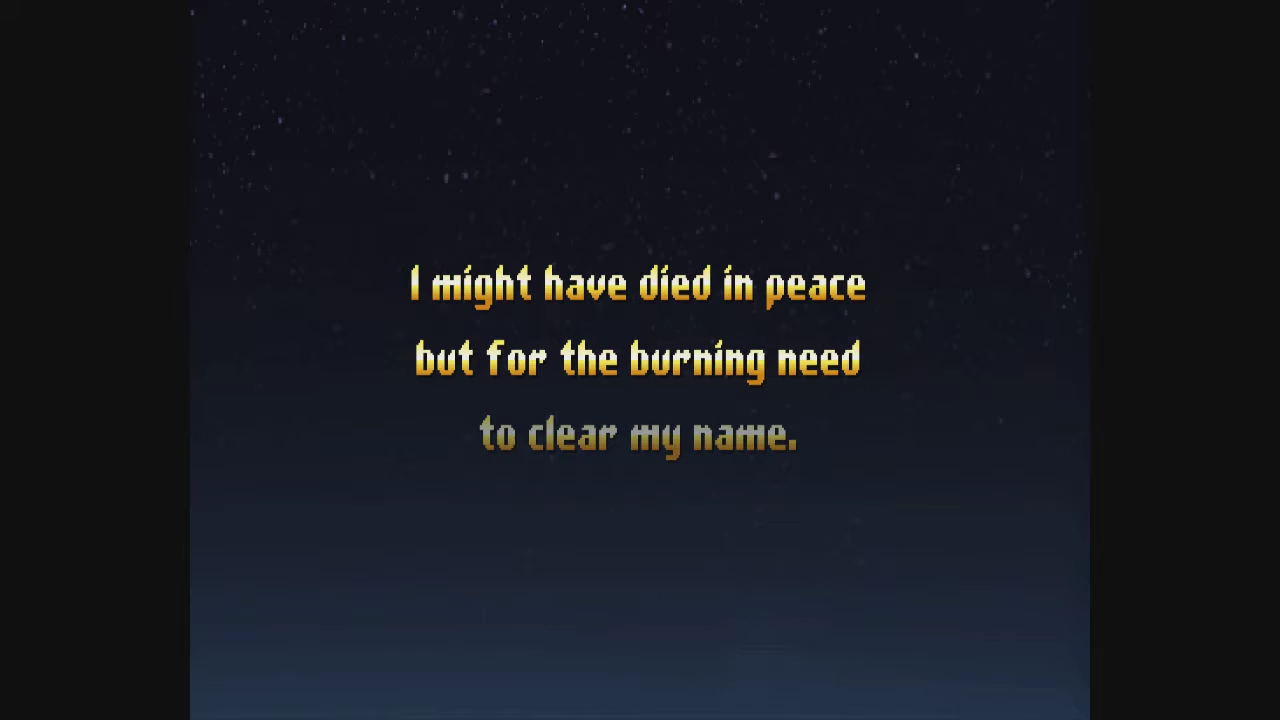 I might have died in peace
but for the burning need
to clear my name.